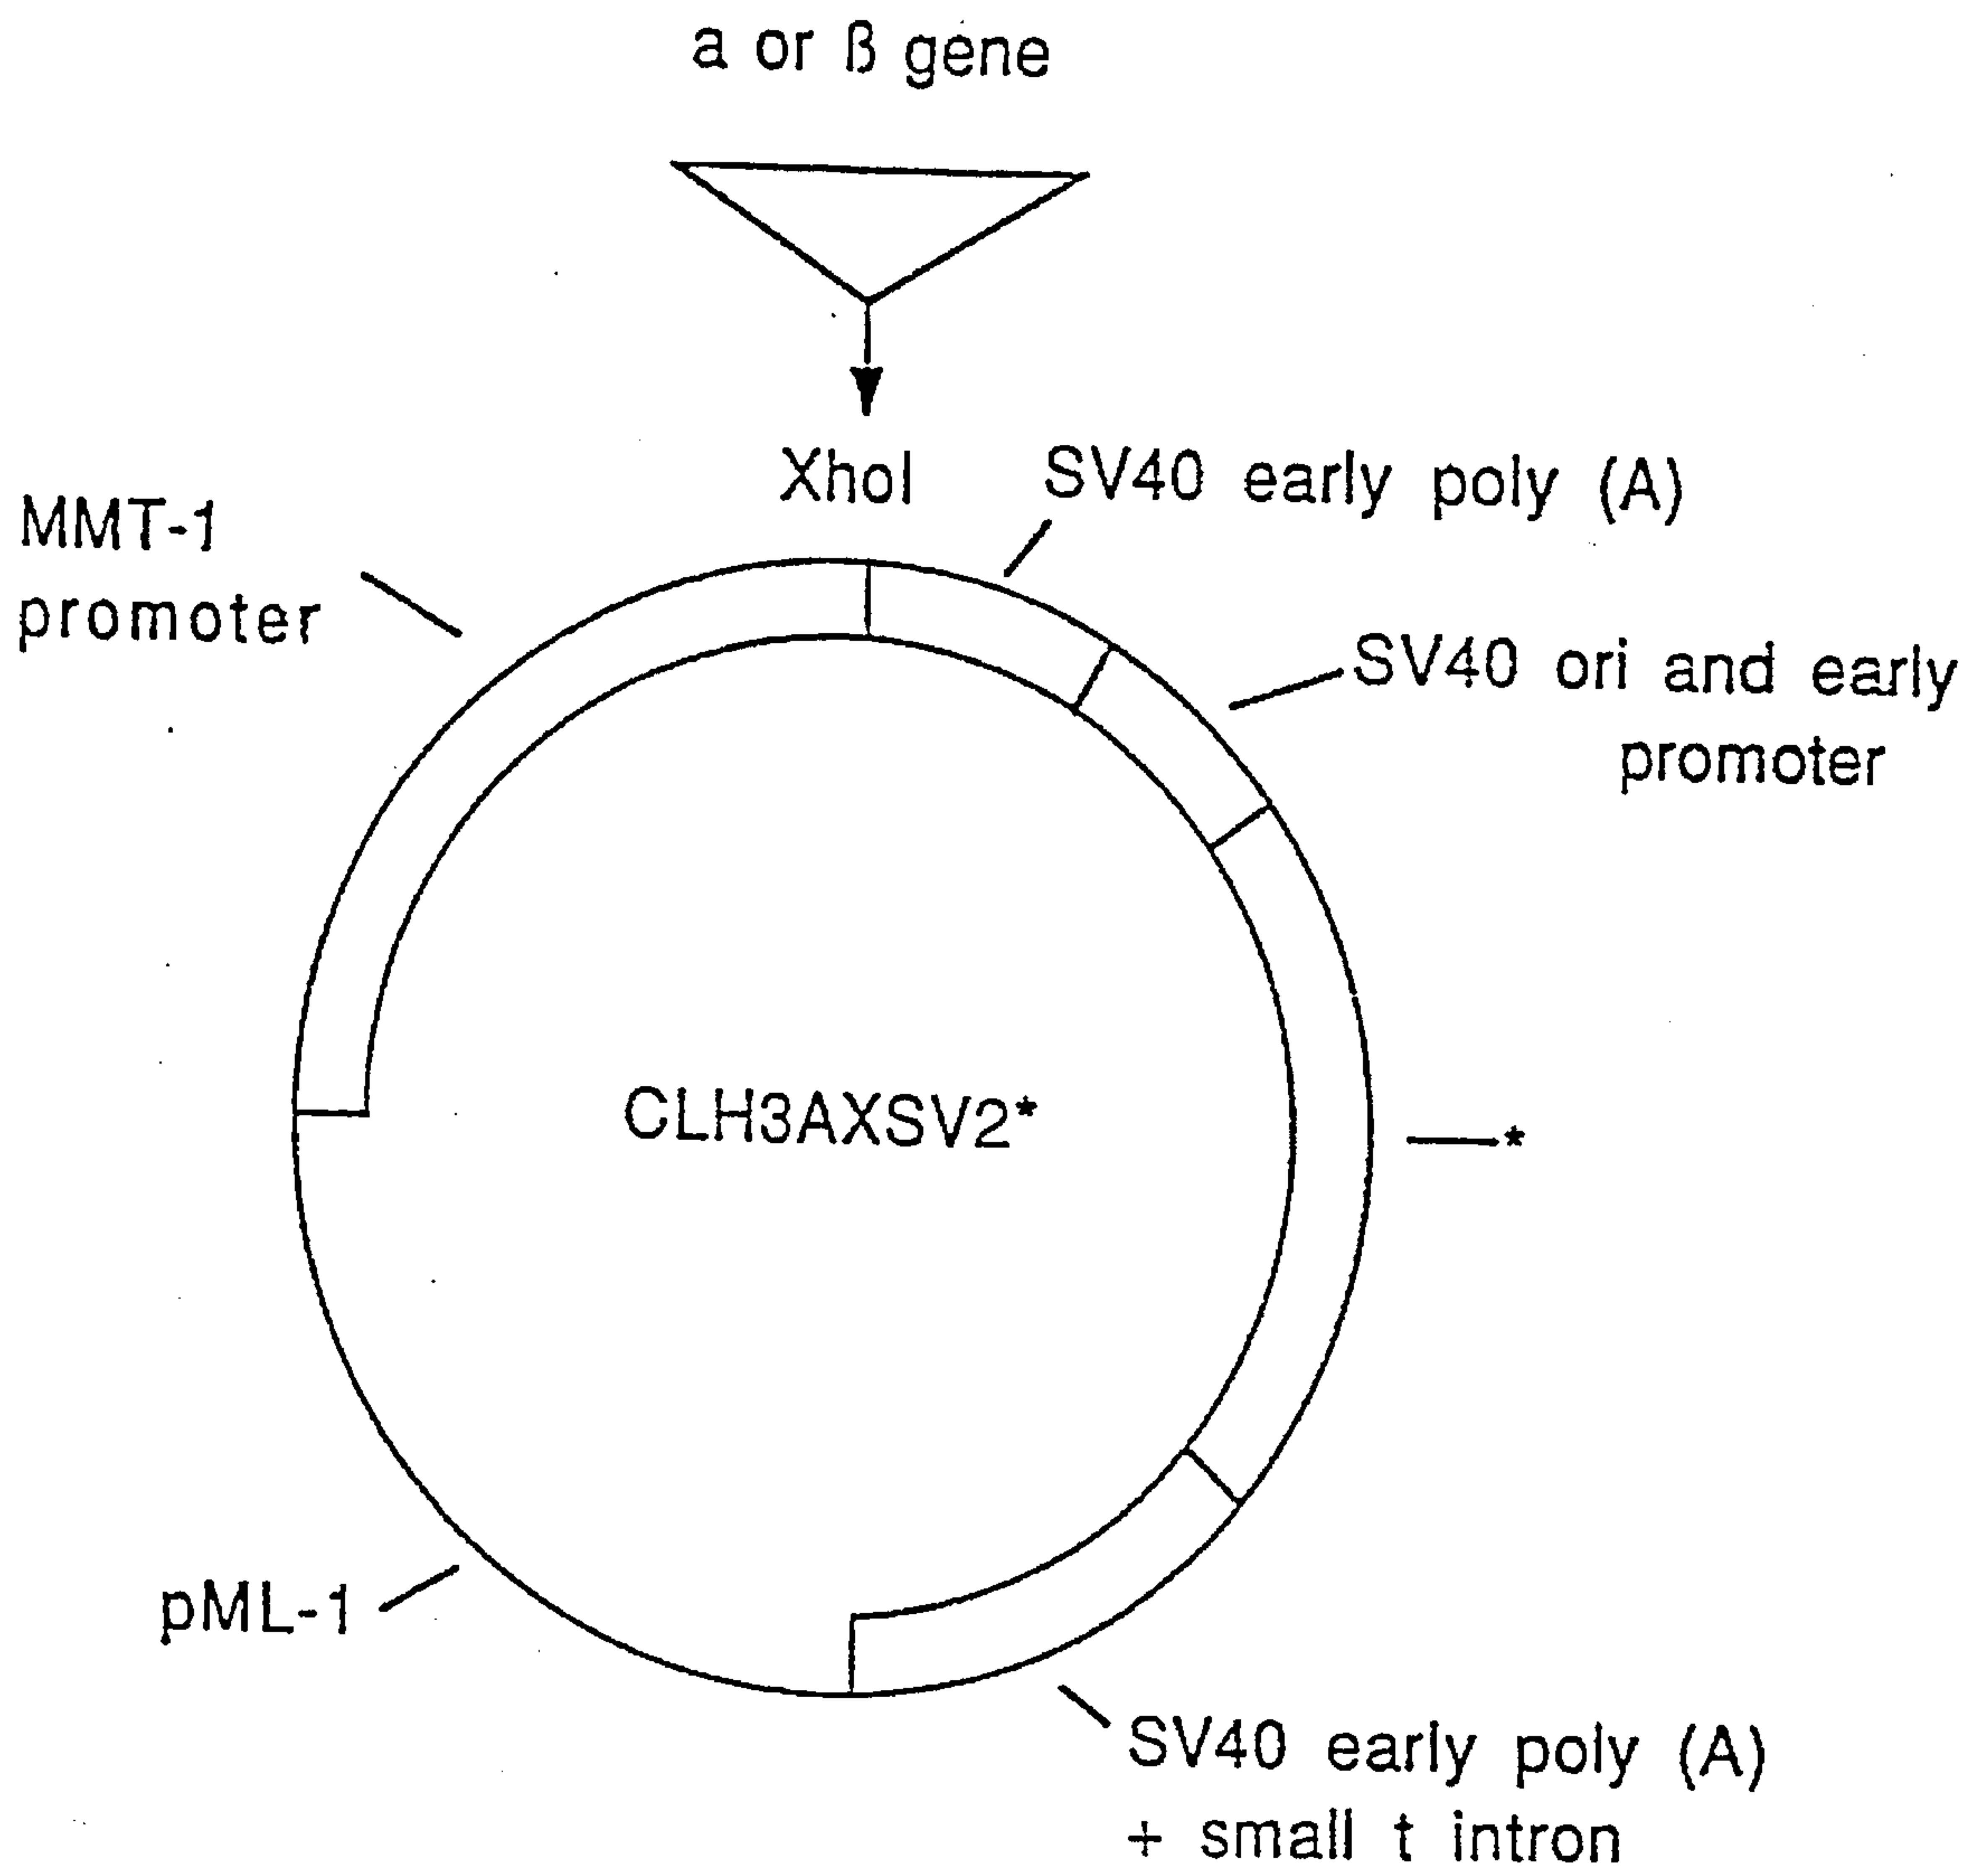 a or ß gene
XhoI
SV40 early poly (A)
MMT-1
promoter
SV40 ori and early
promoter
CLH3AXSV2*
*
pML-1
SV40 early poly (A)
+ small t intron